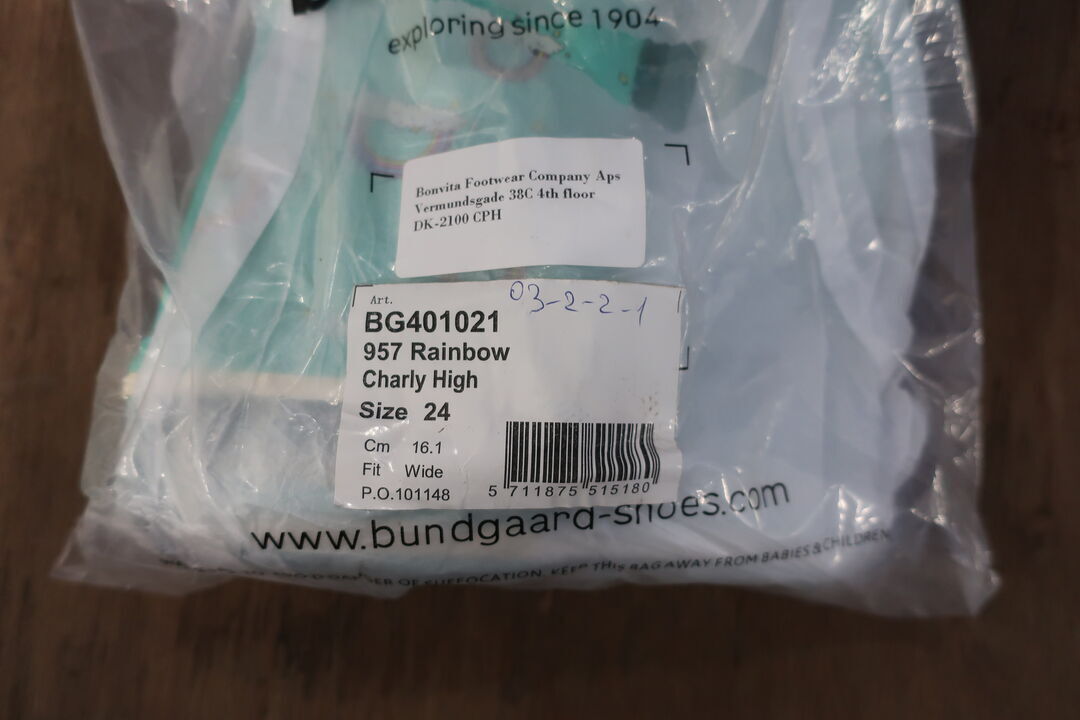 exploring since 1904
Bonvita Footwear Company Aps
Vermundsgade 38C 4th floor
DK-2100 CPH
Art.
03-2-2-1
BG401021
957 Rainbow
Charly High
Size 24
Cm 16.1
Fit Wide
P.O.101148
5 711875 515180
www.bundgaard-shoes.com
OF SUFFOCATION. KEEP THIS BAG AWAY FROM BABIES & CHILDREN